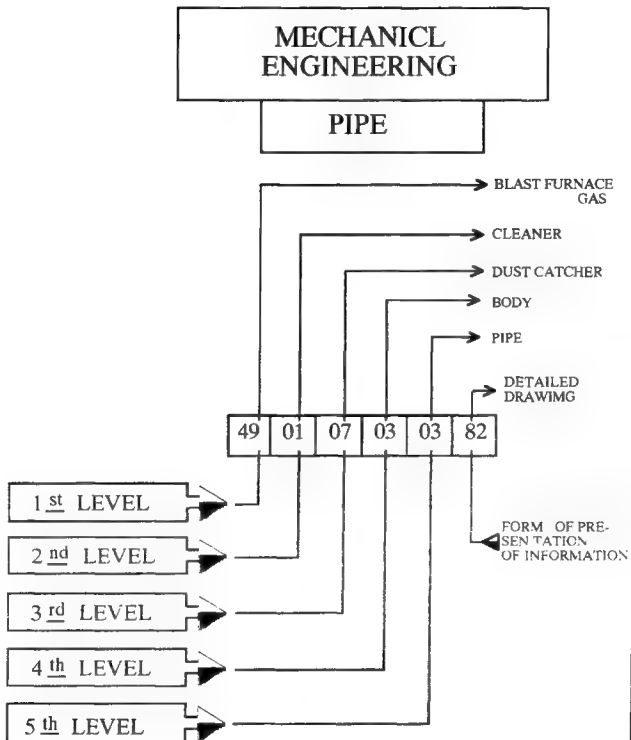 MECHANICL
ENGINEERING
PIPE
BLAST FURNACE
GAS
CLEANER
DUST CATCHER
BODY
PIPE
DETAILED
DRAWIMG
49 01 07 03 03 82
1 st LEVEL
2 nd LEVEL
3 rd LEVEL
4 th LEVEL
5 th LEVEL
FORM OF PRE-
SEN TATION
OF INFORMATION